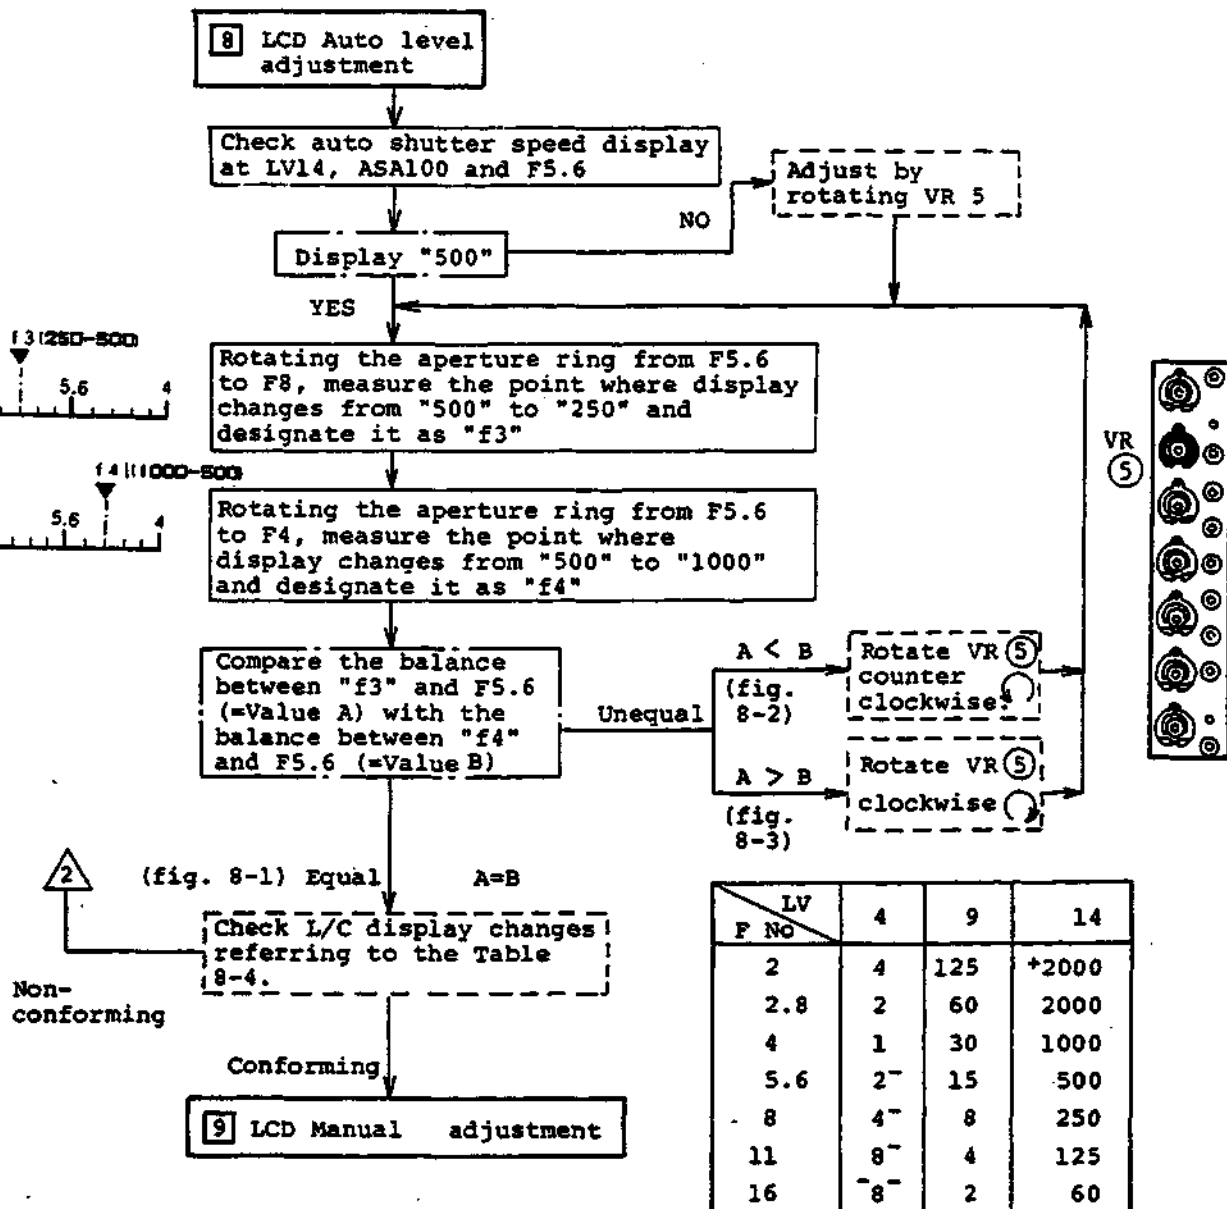 8 LCD Auto level
adjustment
Check auto shutter speed display
at LV14, ASA100 and F5.6
Adjust by
rotating VR 5
NO
Display "500"
YES
f3(250-500)
5.6 4
Rotating the aperture ring from F5.6
to F8, measure the point where display
changes from "500" to "250" and
designate it as "f3"
VR
5
f4(1000-500)
5.6 4
Rotating the aperture ring from F5.6
to F4, measure the point where
display changes from "500" to "1000"
and designate it as "f4"
Compare the balance
between "f3" and F5.6
(=Value A) with the
balance between "f4"
and F5.6 (=Value B)
Unequal
A < B
(fig.
8-2)
Rotate VR 5
counter
clockwise.
A > B
(fig.
8-3)
Rotate VR 5
clockwise
2
(fig. 8-1) Equal A=B
Check L/C display changes
referring to the Table
8-4.
Non-
conforming
Conforming
9 LCD Manual adjustment
LV
F No 4 9 14
2 4 125 +2000
2.8 2 60 2000
4 1 30 1000
5.6 2- 15 500
8 4- 8 250
11 8- 4 125
16 -8- 2 60